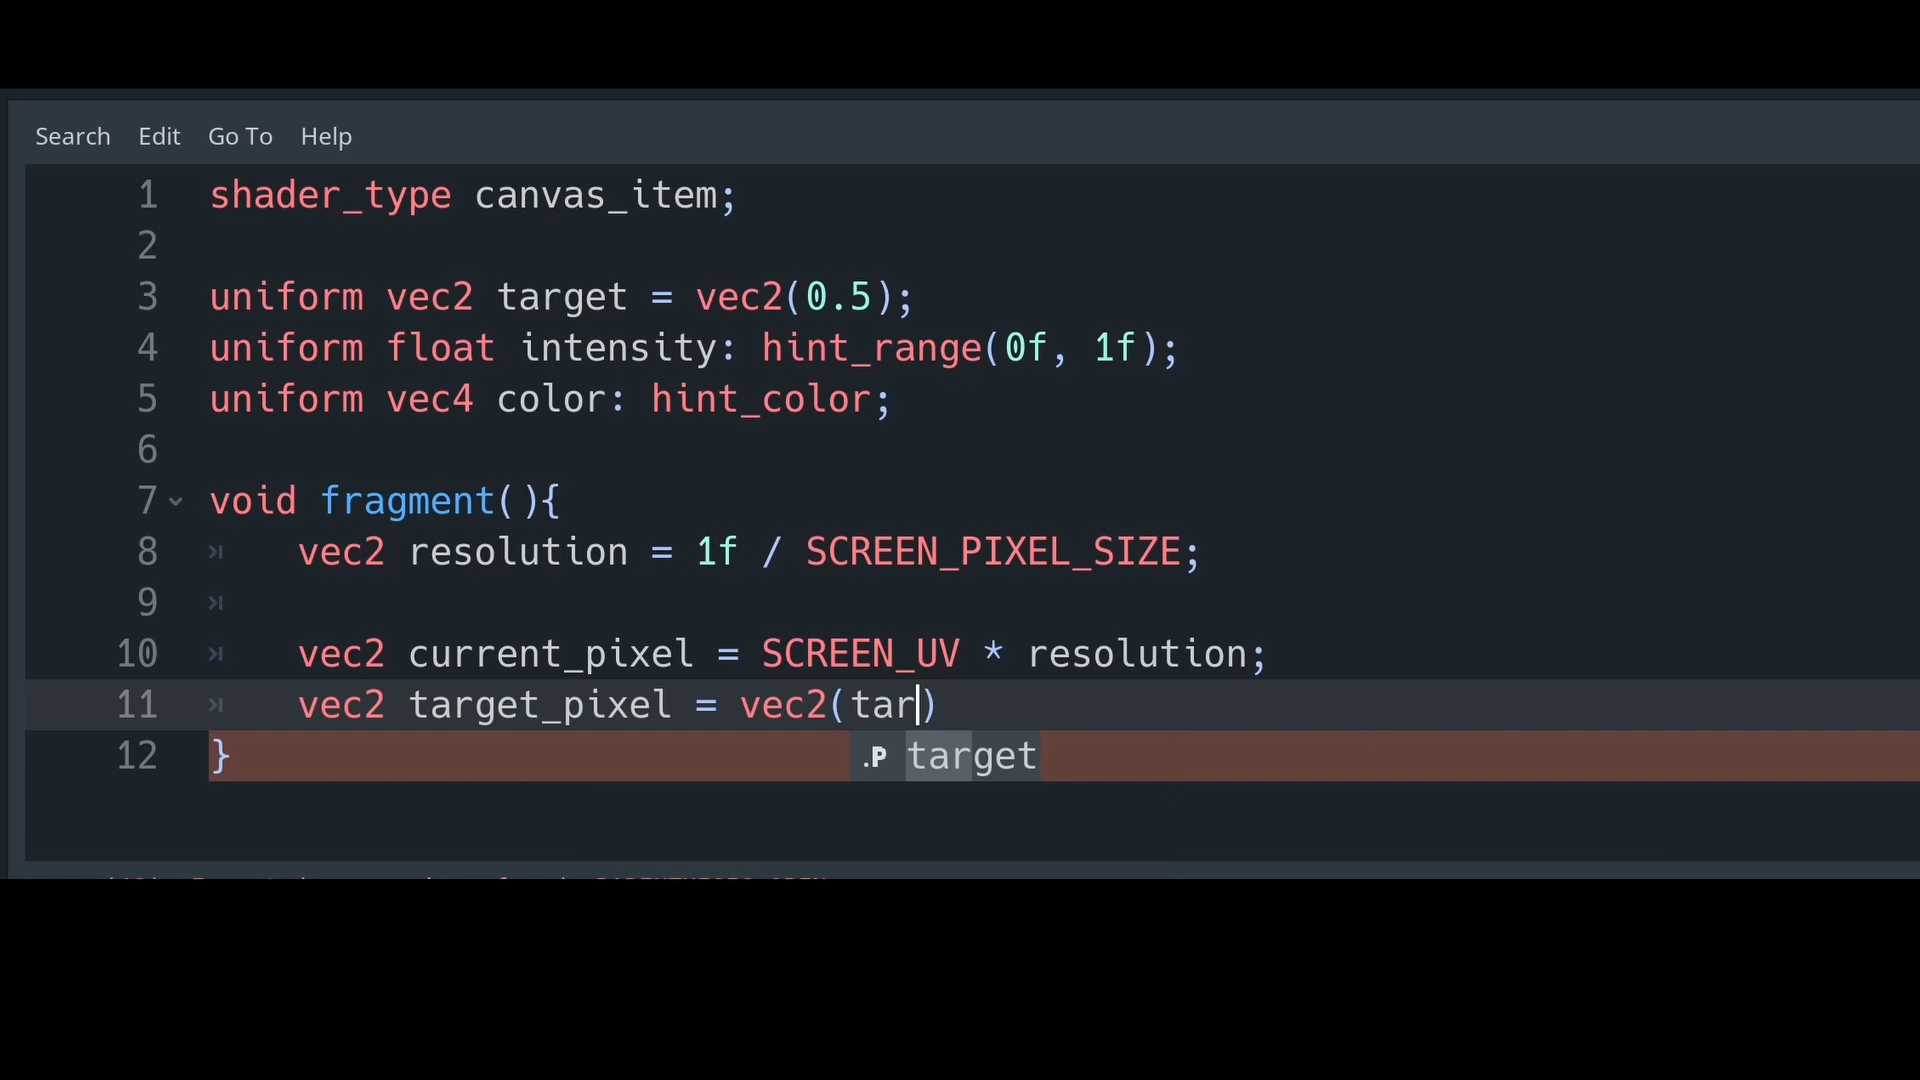 Search Edit Go To Help
1 shader_type canvas_item;
2
3 uniform vec2 target = vec2(0.5);
4 uniform float intensity: hint_range(0f, 1f);
5 uniform vec4 color: hint_color;
6
7 void fragment(){
8 vec2 resolution = 1f / SCREEN_PIXEL_SIZE;
9
10 vec2 current_pixel = SCREEN_UV * resolution;
11 vec2 target_pixel = vec2(tar)
12 }
.P target